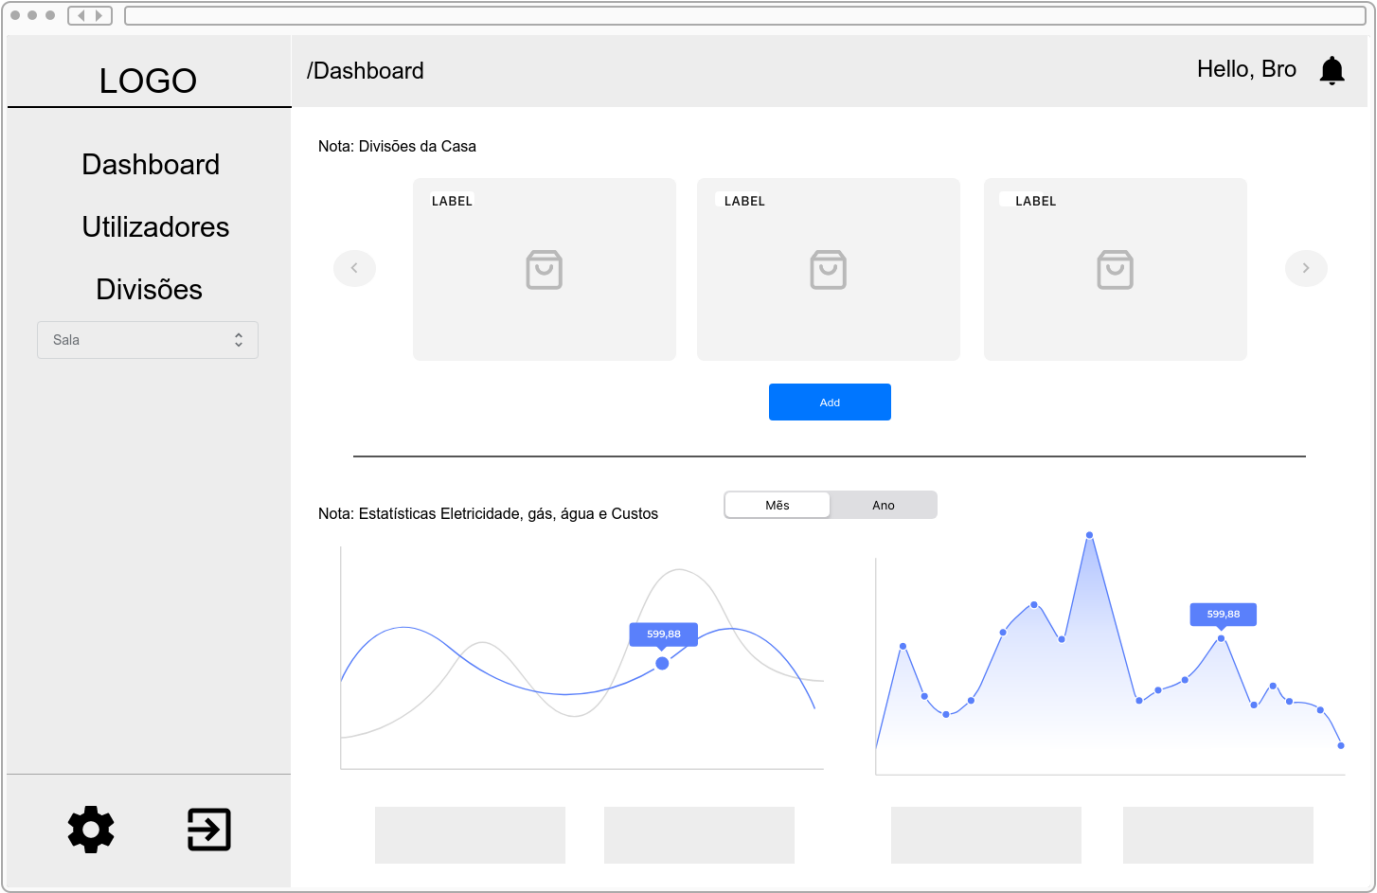 LOGO
/Dashboard
Hello, Bro
Dashboard
Utilizadores
Divisões
Sala
Nota: Divisões da Casa
LABEL
LABEL
LABEL
Add
Nota: Estatísticas Eletricidade, gás, água e Custos
Mês
Ano
599,88
599,88